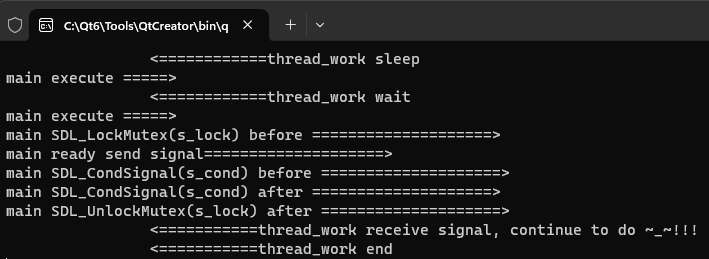 C:\Qt6\Tools\QtCreator\bin\q
<============thread_work sleep
main execute =====>
<============thread_work wait
main execute =====>
main SDL_LockMutex(s_lock) before ====================>
main ready send signal====================>
main SDL_CondSignal(s_cond) before ====================>
main SDL_CondSignal(s_cond) after ====================>
main SDL_UnlockMutex(s_lock) after ====================>
<===========thread_work receive signal, continue to do ~_~!!!
<===========thread_work end